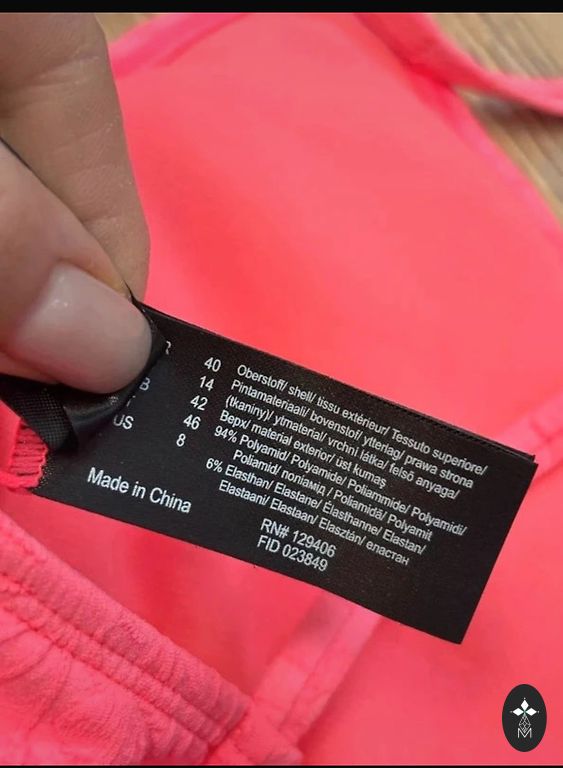 40
14
B
42
46
US
8
Made in China
Oberstoff/ shell/ tissu extérieur/ Tessuto superiore/
Pintamateriaali/ bovenstof/ ytterlag/ prawa strona
(tkaniny)/ ytmaterial/ vrchní látka/ felső anyaga/
Bepx/ material exterior/ üst kumaş
94% Polyamid/ Polyamide/ Poliammide/ Polyamidi/
Poliamid/ поліамід / Poliamidă/ Polyamit
6% Elasthan/ Elastane/ Élasthanne/ Elastan/
Elastaani/ Elastaan/ Elasztán/ еластан
RN# 129406
FID 023849
M